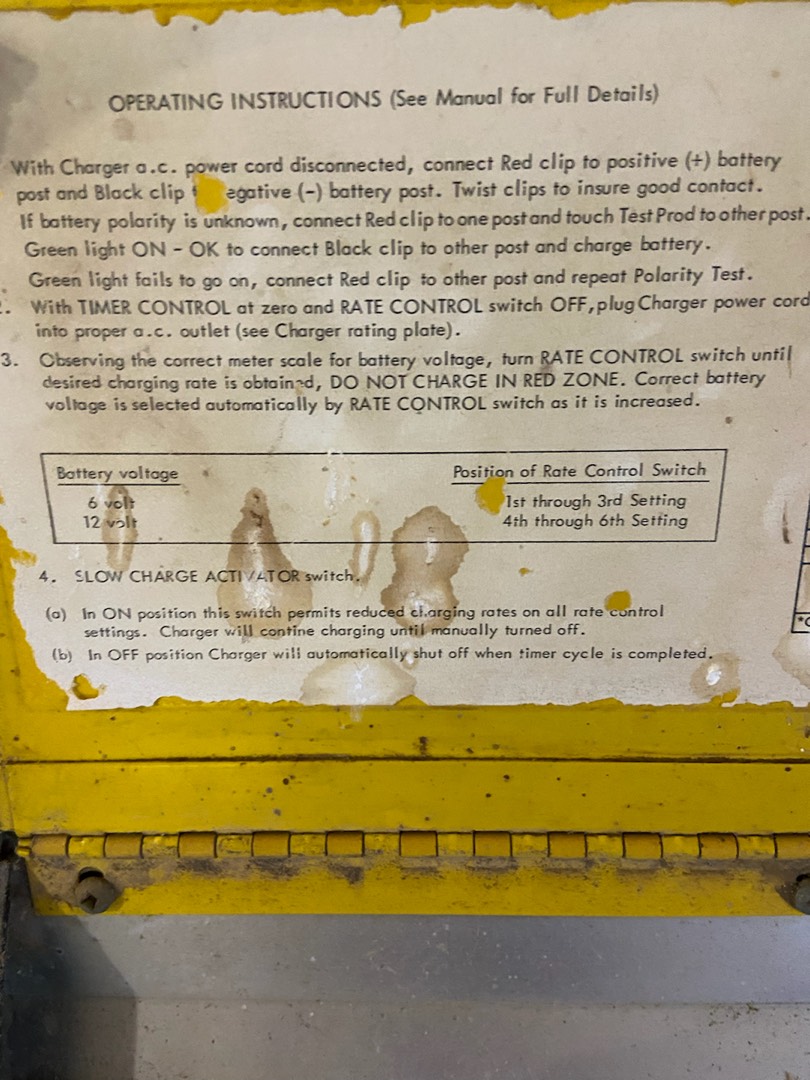 OPERATING INSTRUCTIONS (See Manual for Full Details)
With Charger a.c. power cord disconnected, connect Red clip to positive (+) battery
post and Black clip egative (-) battery post. Twist clips to insure good contact.
If battery polarity is unknown, connect Red clip to one post and touch Test Prod to other post.
Green light ON - OK to connect Black clip to other post and charge battery.
Green light fails to go on, connect Red clip to other post and repeat Polarity Test.
. With TIMER CONTROL at zero and RATE CONTROL switch OFF, plug Charger power cord
into proper a.c. outlet (see Charger rating plate).
3. Observing the correct meter scale for battery voltage, turn RATE CONTROL switch until
desired charging rate is obtained, DO NOT CHARGE IN RED ZONE. Correct battery
voltage is selected automatically by RATE CONTROL switch as it is increased.
Battery voltage Position of Rate Control Switch
6 volt 1st through 3rd Setting
12 volt 4th through 6th Setting
4. SLOW CHARGE ACTIVATOR switch.
(a) In ON position this switch permits reduced charging rates on all rate control
settings. Charger will contine charging until manually turned off.
(b) In OFF position Charger will automatically shut off when timer cycle is completed.